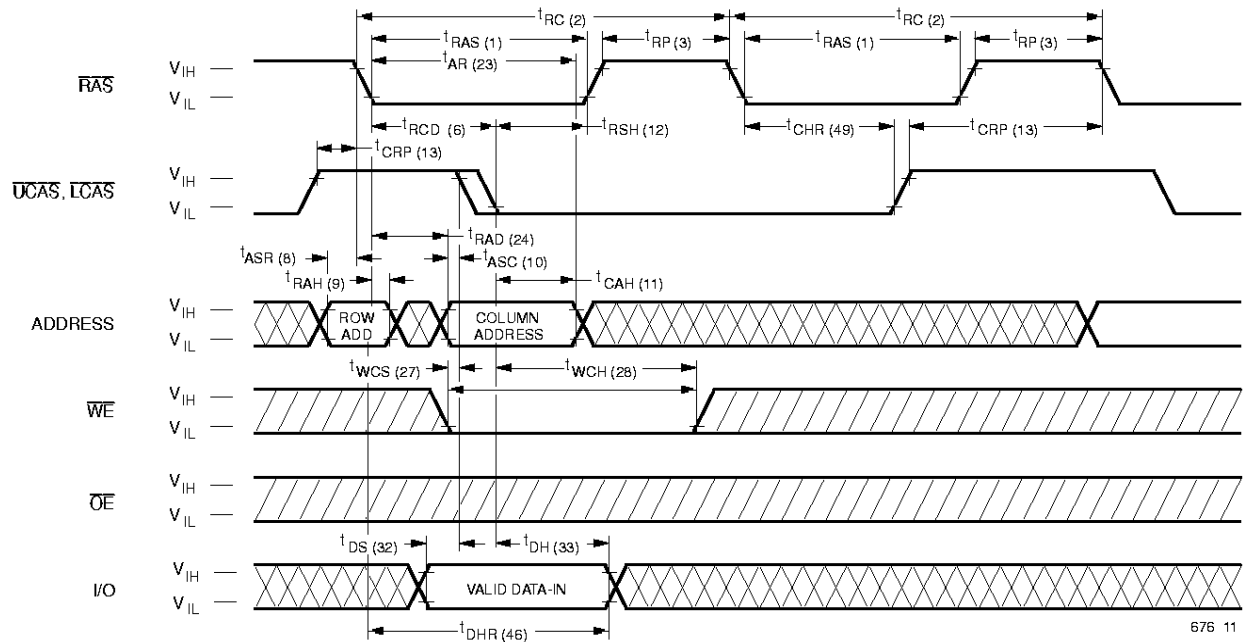 tRC (2) tRC (2)
tRAS (1) tRP (3) tRAS (1) tRP (3)
tAR (23)
RAS VIH
VIL
tRCD (6) tRSH (12) tCHR (49) tCRP (13)
tCRP (13)
UCAS, LCAS VIH
VIL
tRAD (24)
tASR (8) tASC (10)
tRAH (9) tCAH (11)
ADDRESS VIH ROW ADD COLUMN ADDRESS
VIL
tWCS (27) tWCH (28)
WE VIH
VIL
OE VIH
VIL
tDS (32) tDH (33)
I/O VIH VALID DATA-IN
VIL
tDHR (46)
676 11